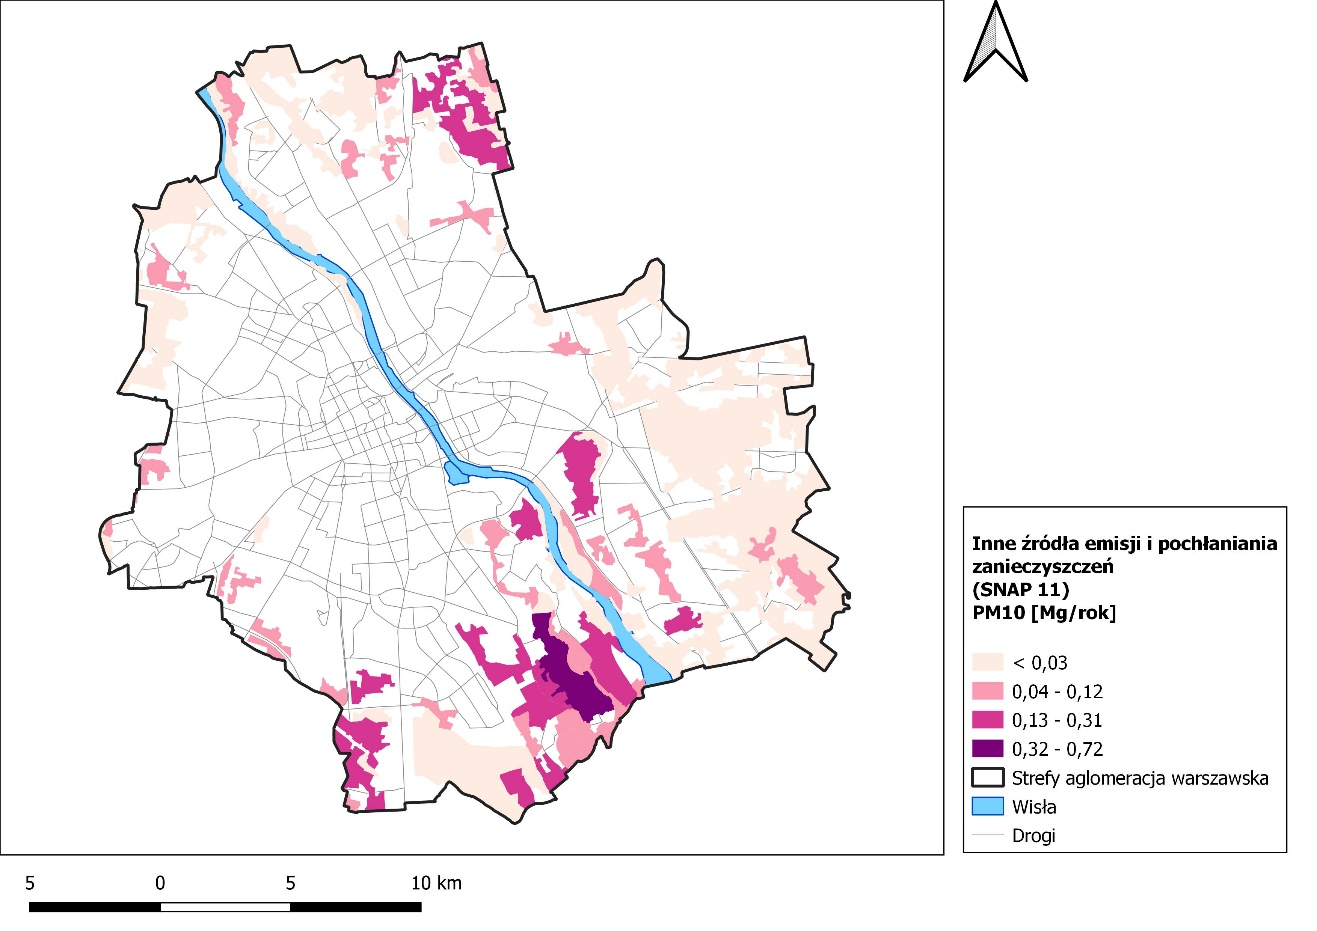 Inne źródła emisji i pochłaniania
zanieczyszczeń
(SNAP 11)
PM10 [Mg/rok]
< 0,03
0,04 - 0,12
0,13 - 0,31
0,32 - 0,72
Strefy aglomeracja warszawska
Wisła
Drogi
5 0 5 10 km